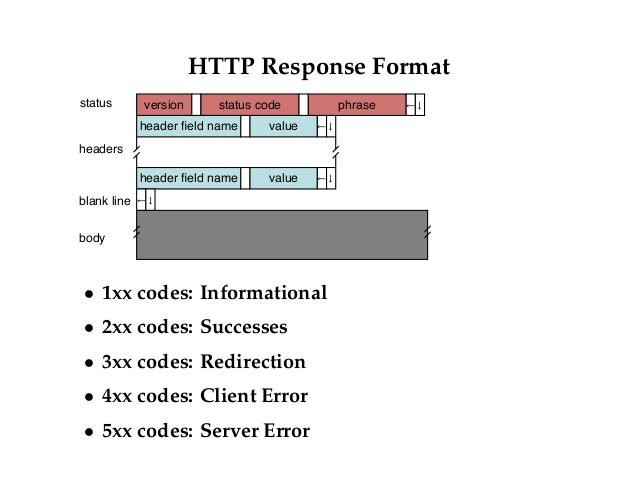 HTTP Response Format
status version status code phrase ← ↓
header field name value ← ↓
headers
header field name value ← ↓
blank line ← ↓
body
• 1xx codes: Informational
• 2xx codes: Successes
• 3xx codes: Redirection
• 4xx codes: Client Error
• 5xx codes: Server Error